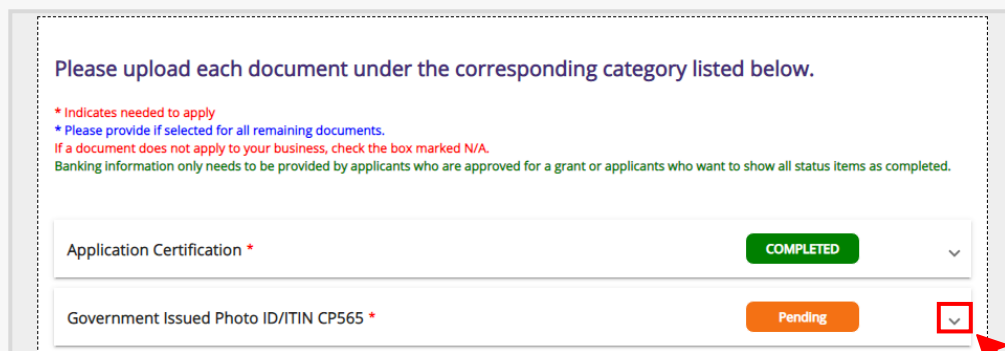 Please upload each document under the corresponding category listed below.
* Indicates needed to apply
* Please provide if selected for all remaining documents.
If a document does not apply to your business, check the box marked N/A.
Banking information only needs to be provided by applicants who are approved for a grant or applicants who want to show all status items as completed.
Application Certification * COMPLETED
Government Issued Photo ID/ITIN CP565 * Pending